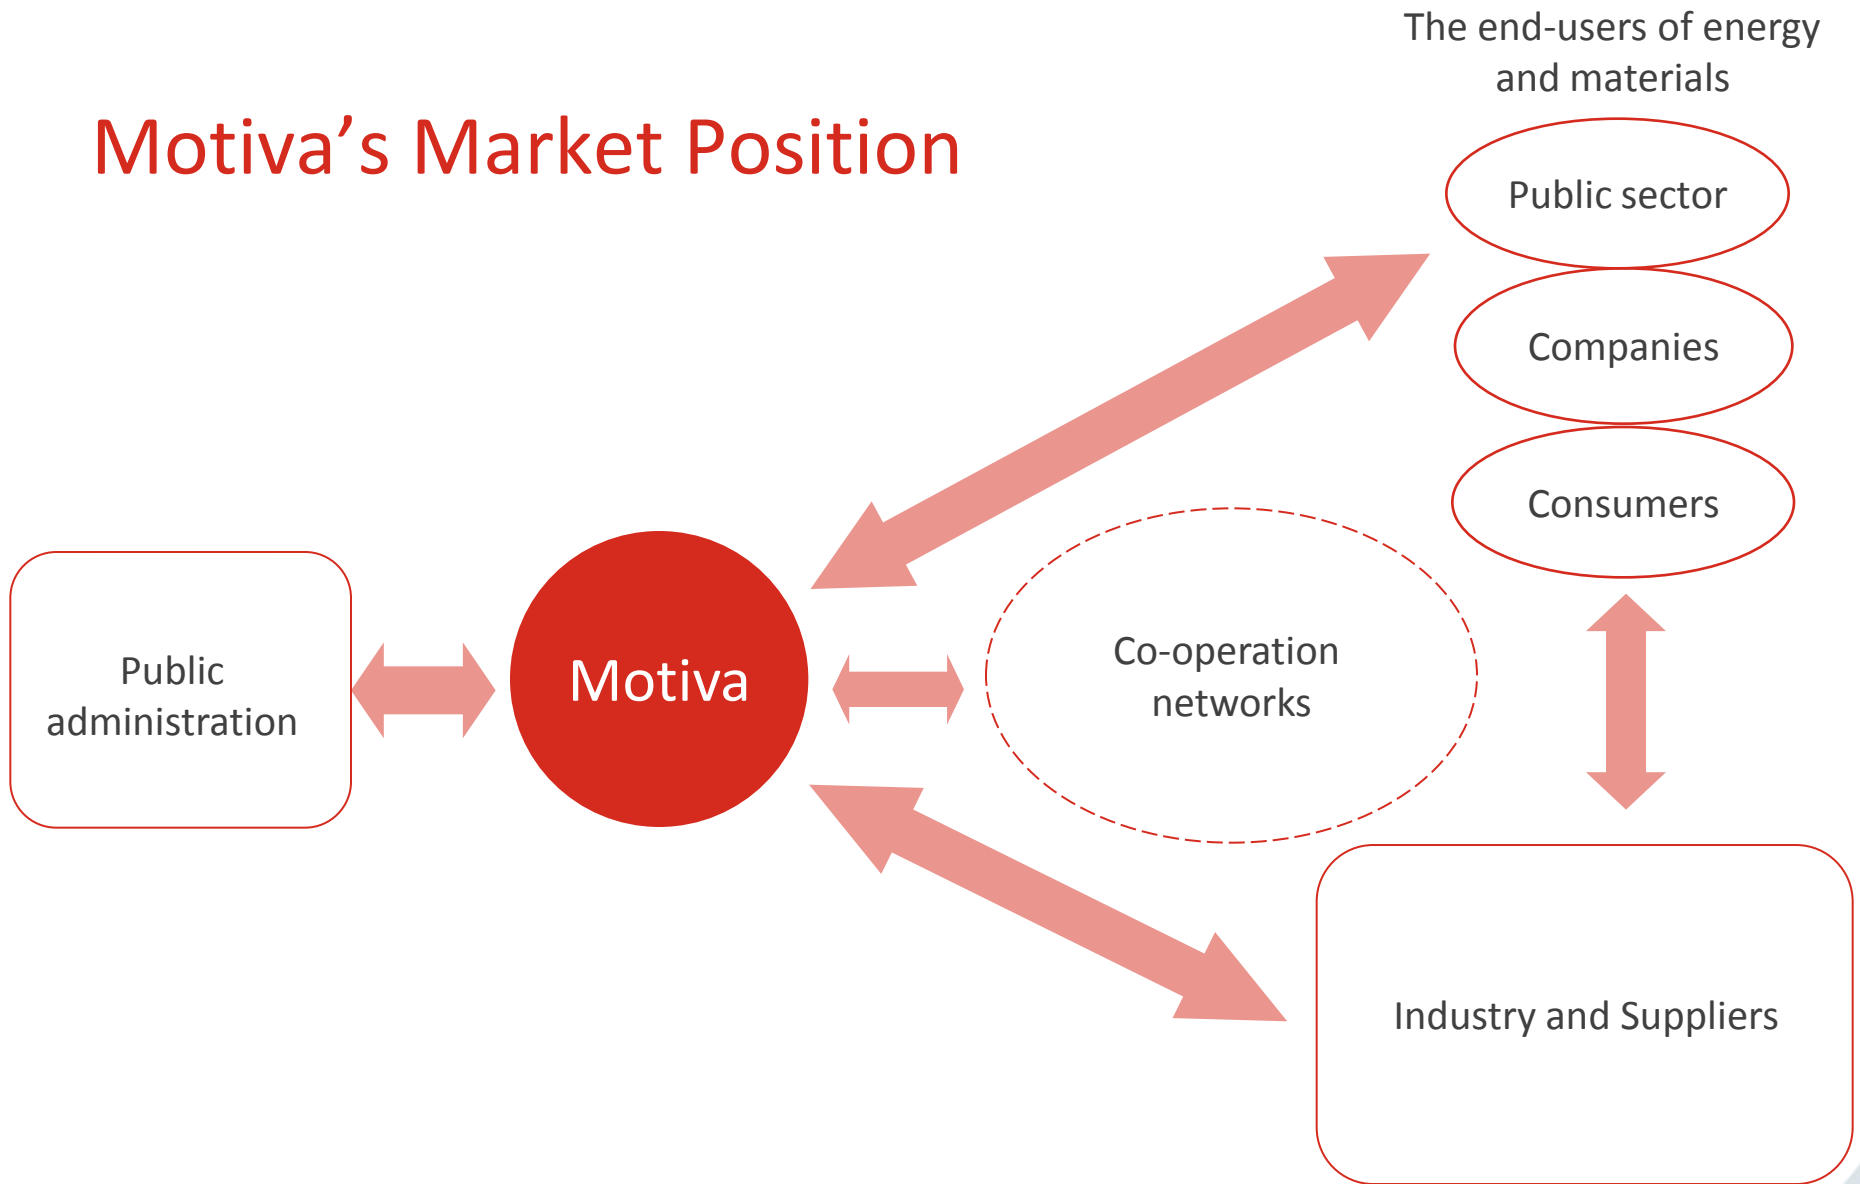 The end-users of energy
and materials
Motiva’s Market Position
Public sector
Companies
Consumers
Public
administration
Motiva
Co-operation
networks
Industry and Suppliers